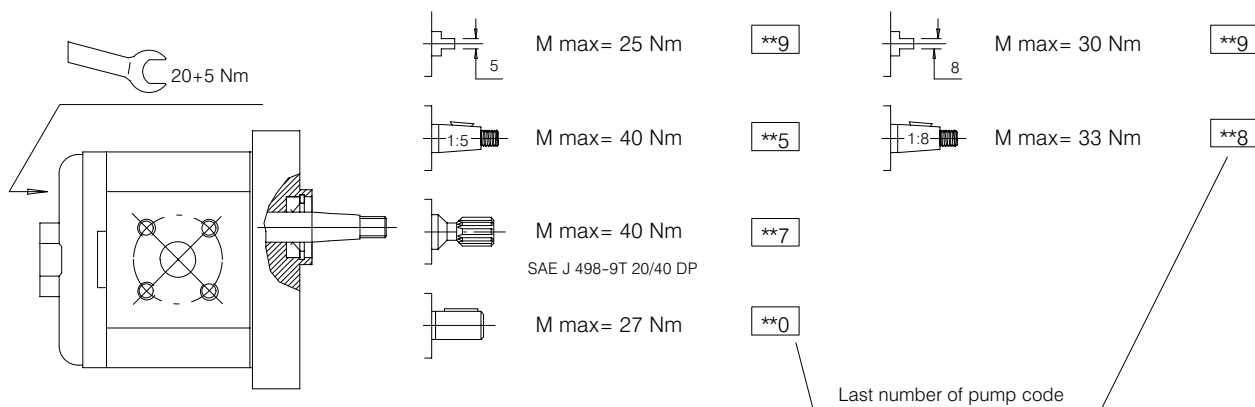 20+5 Nm
5
M max= 25 Nm
**9
8
M max= 30 Nm
**9
1:5
M max= 40 Nm
**5
1:8
M max= 33 Nm
**8
M max= 40 Nm
**7
SAE J 498-9T 20/40 DP
M max= 27 Nm
**0
Last number of pump code